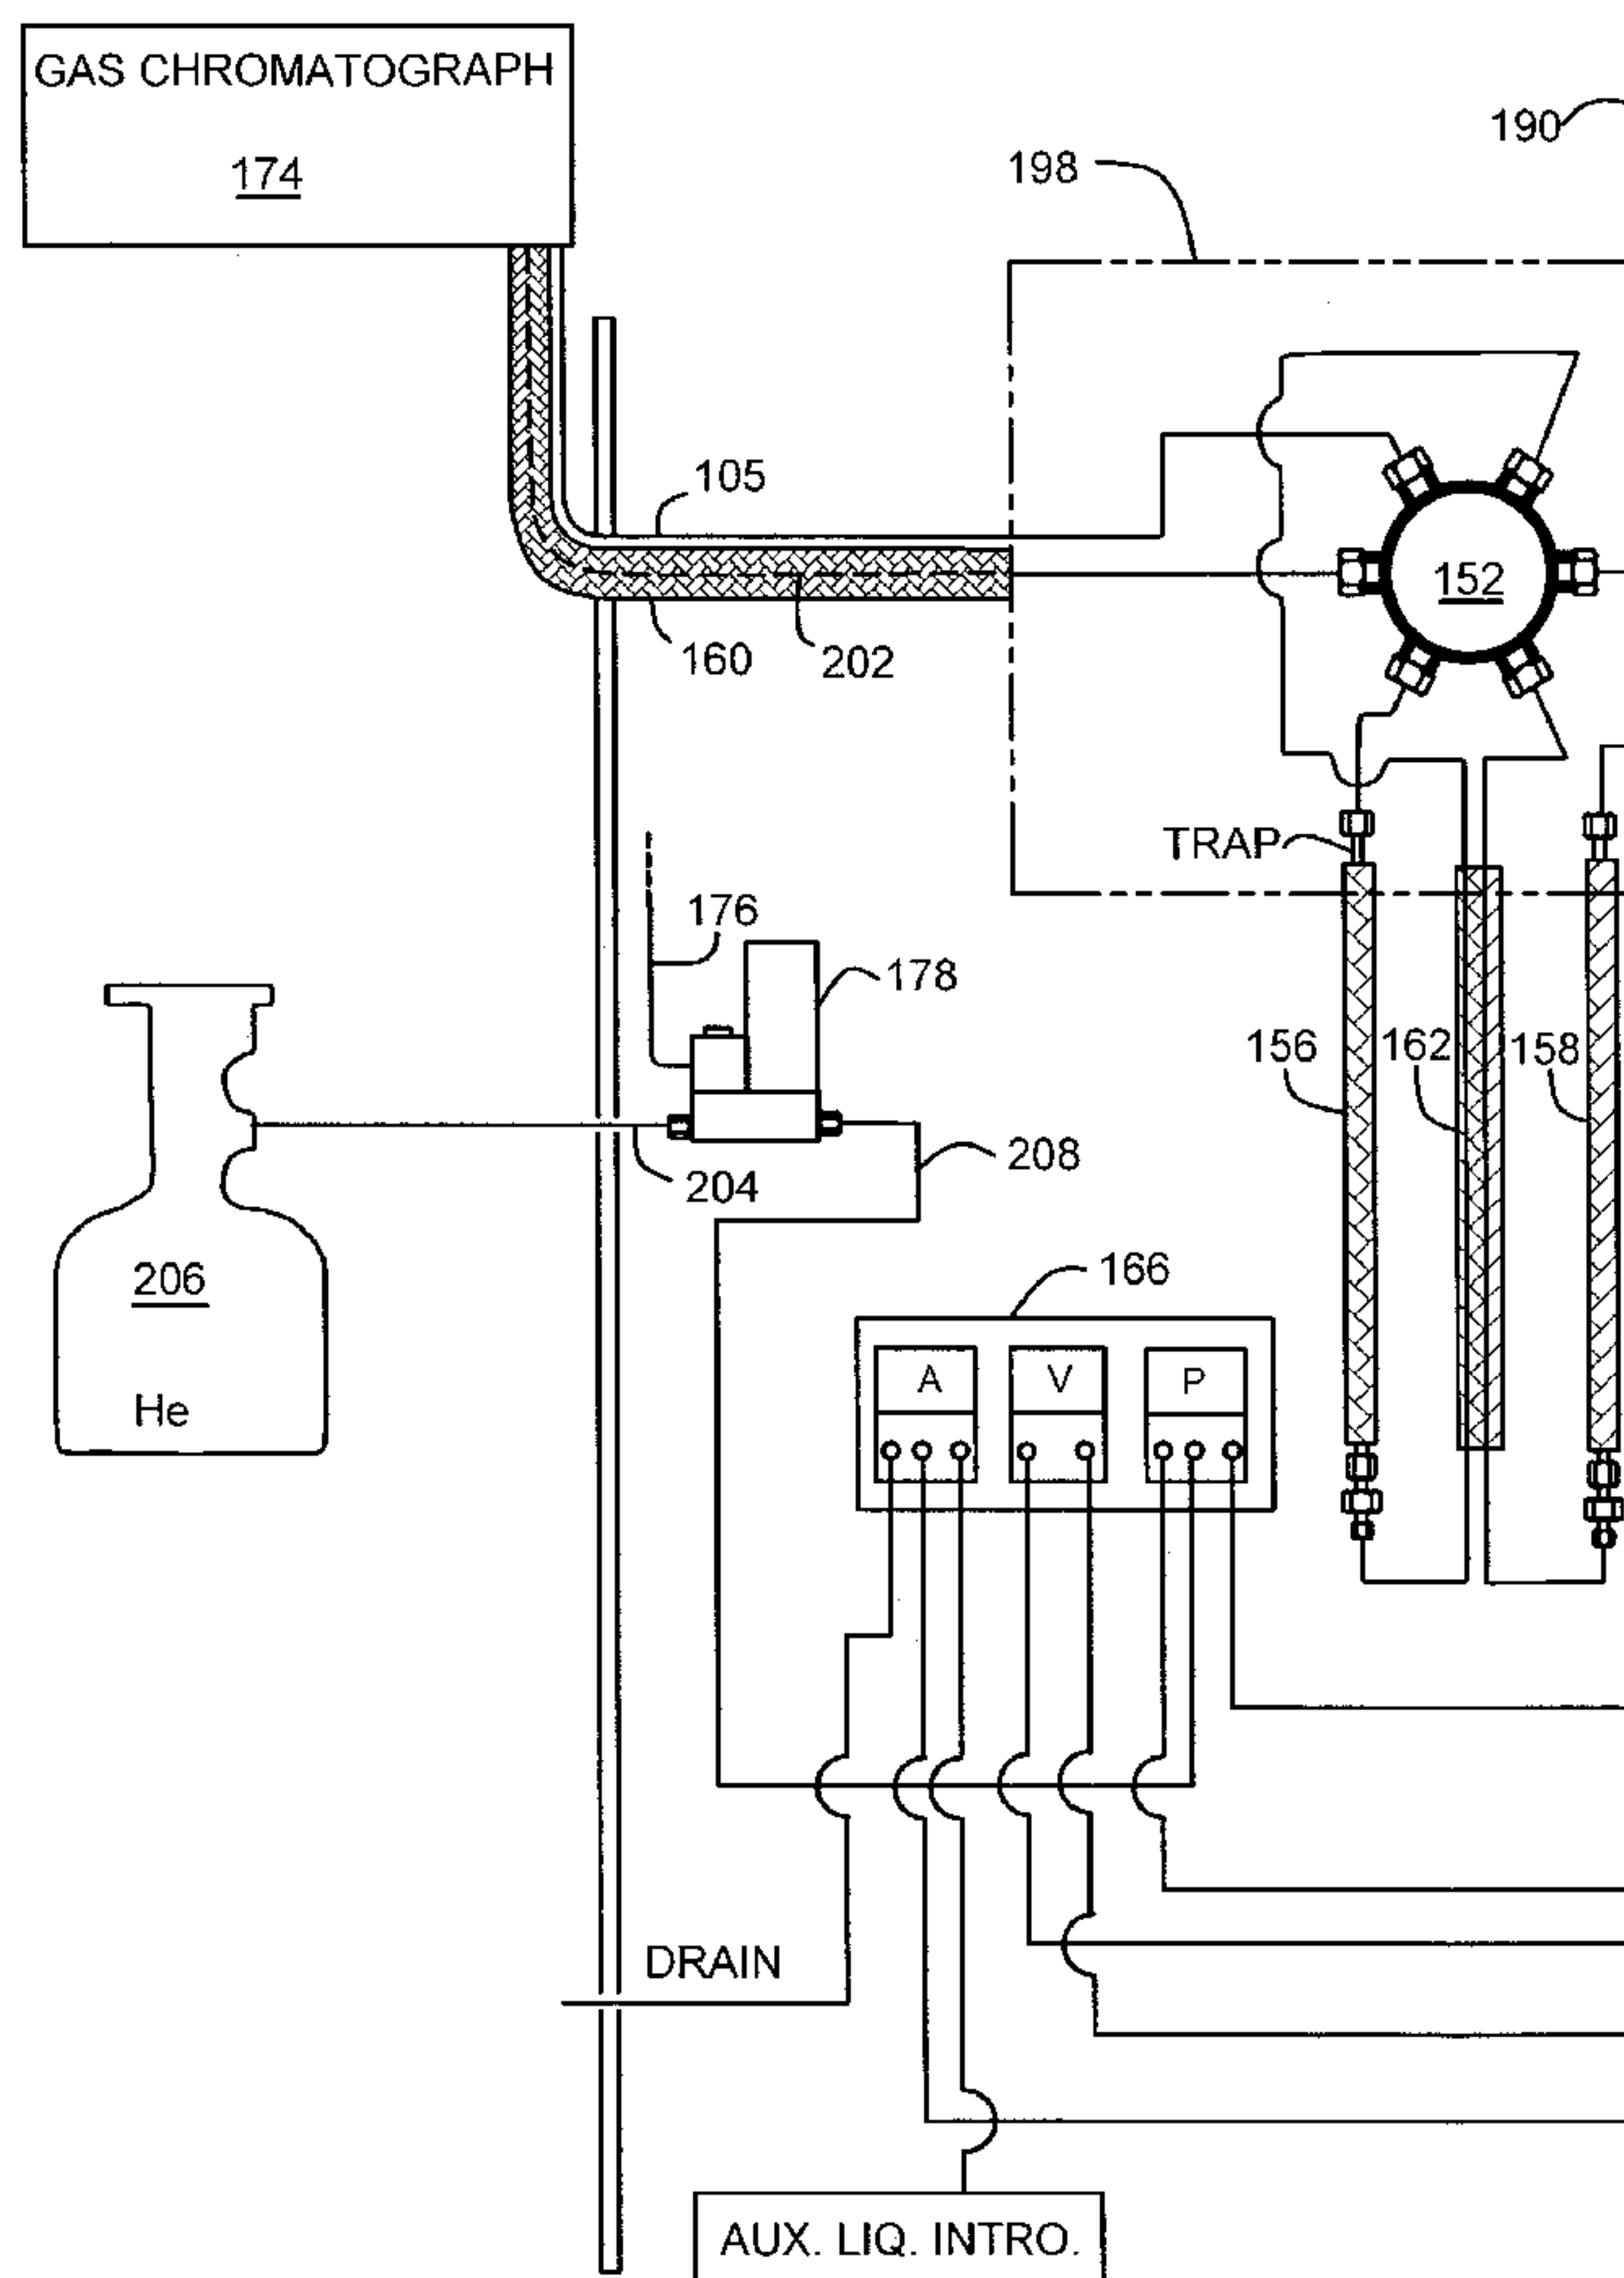 GAS CHROMATOGRAPH
174
190
198
105
152
160
202
TRAP
176
178
156
162
158
208
204
206
166
A
V
P
He
DRAIN
AUX. LIQ. INTRO.